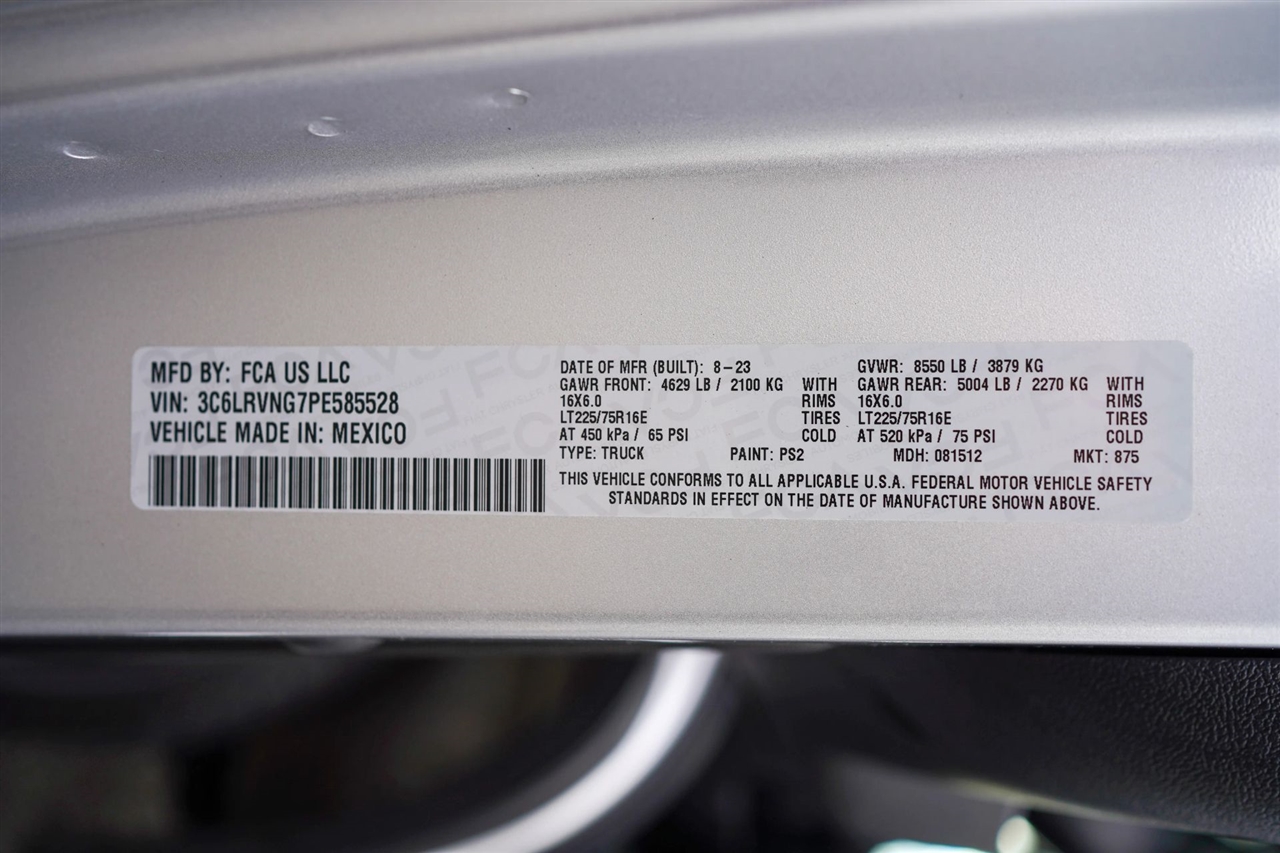 MFD BY: FCA US LLC
VIN: 3C6LRVNG7PE585528
VEHICLE MADE IN: MEXICO
DATE OF MFR (BUILT): 8-23 GVWR: 8550 LB / 3879 KG
GAWR FRONT: 4629 LB / 2100 KG WITH GAWR REAR: 5004 LB / 2270 KG WITH
16X6.0 RIMS 16X6.0 RIMS
LT225/75R16E TIRES LT225/75R16E TIRES
AT 450 kPa / 65 PSI COLD AT 520 kPa / 75 PSI COLD
TYPE: TRUCK PAINT: PS2 MDH: 081512 MKT: 875
THIS VEHICLE CONFORMS TO ALL APPLICABLE U.S.A. FEDERAL MOTOR VEHICLE SAFETY
STANDARDS IN EFFECT ON THE DATE OF MANUFACTURE SHOWN ABOVE.